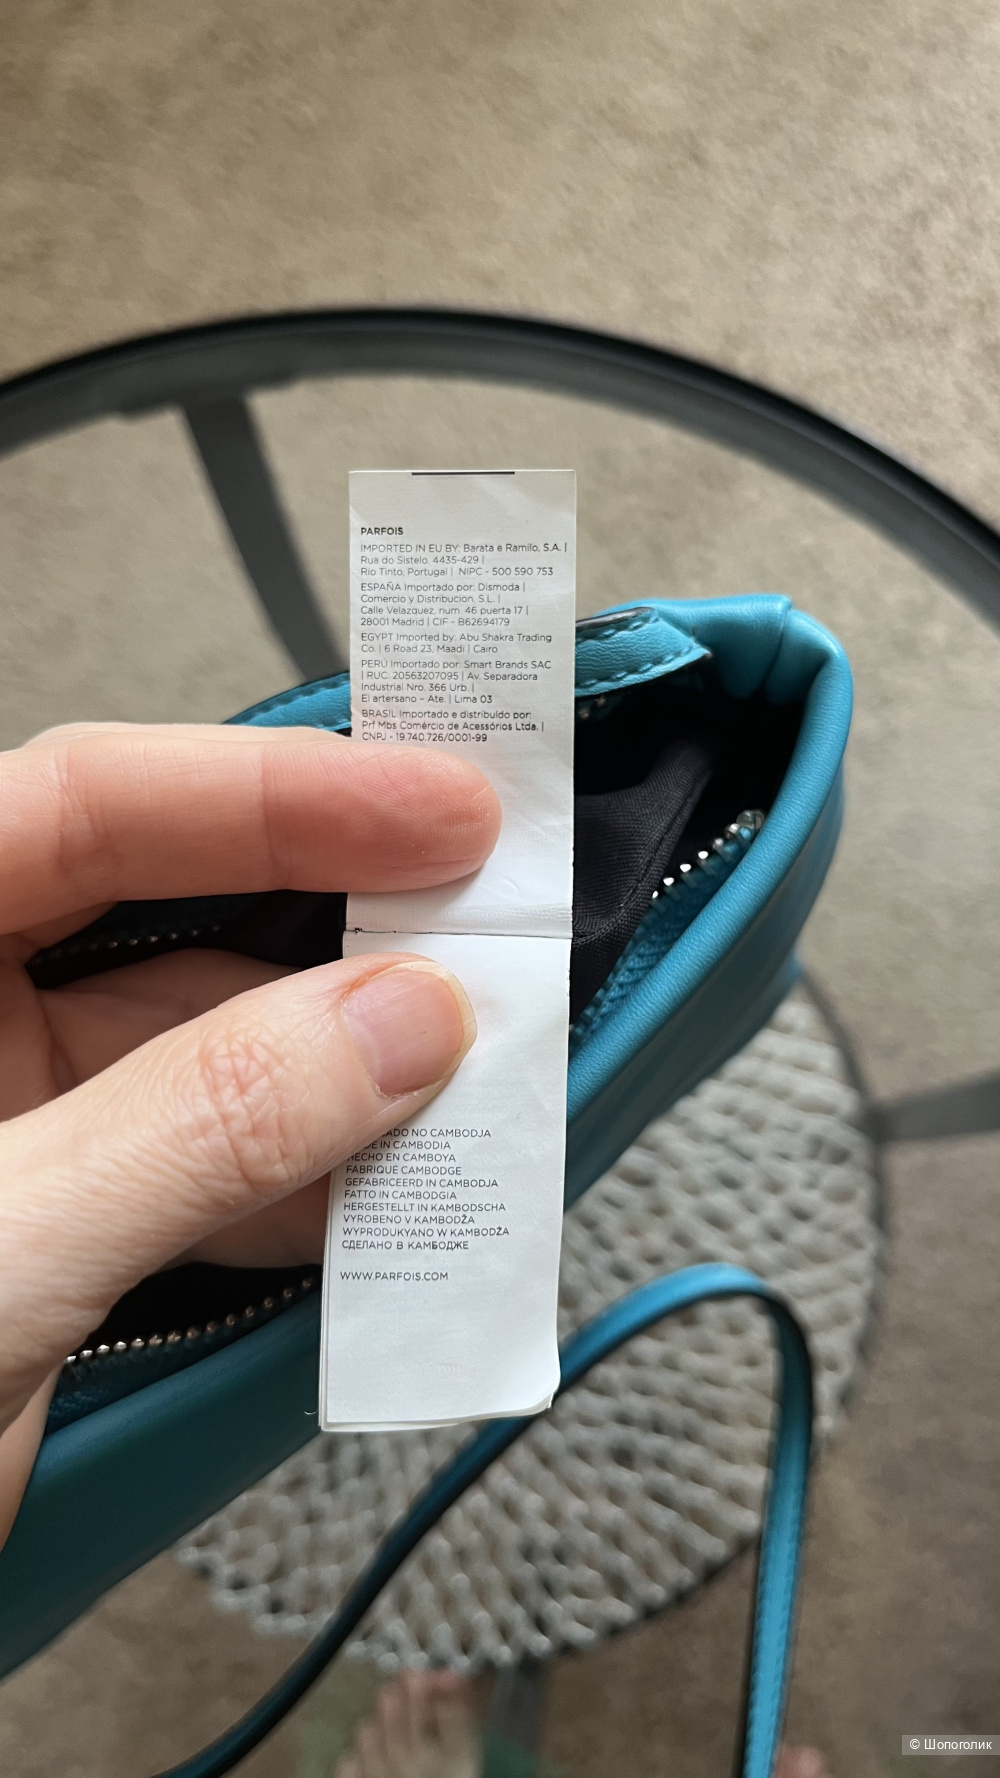 PARFOIS
IMPORTED IN EU BY: Barata e Ramilo, S.A. |
Rua do Sistelo, 4435-429 |
Rio Tinto, Portugal | NIPC - 500 590 753
ESPAÑA Importado por: Dismoda |
Comercio y Distribucion, S.L. |
Calle Velazquez, num. 46 puerta 17 |
28001 Madrid | CIF - B62694179
EGYPT Imported by: Abu Shakra Trading
Co. | 6 Road 23, Maadi | Cairo
PERÚ Importado por: Smart Brands SAC
| RUC. 20563207095 | Av. Separadora
Industrial Nro. 366 Urb. |
El artersano – Ate. | Lima 03
BRASIL Importado e distribuído por:
Prf Mbs Comércio de Acessórios Ltda. |
CNPJ - 19.740.726/0001-99
NO CAMBODJA
IN CAMBODIA
HECHO EN CAMBOYA
FABRIQUÉ CAMBODGE
GEFABRICEERD IN CAMBODJA
FATTO IN CAMBODGIA
HERGESTELLT IN KAMBODSCHA
VYROBENO V KAMBODŽA
WYPRODUKYANO W KAMBODŻA
СДЕЛАНО В КАМБОДЖЕ
WWW.PARFOIS.COM
© Шопоголик